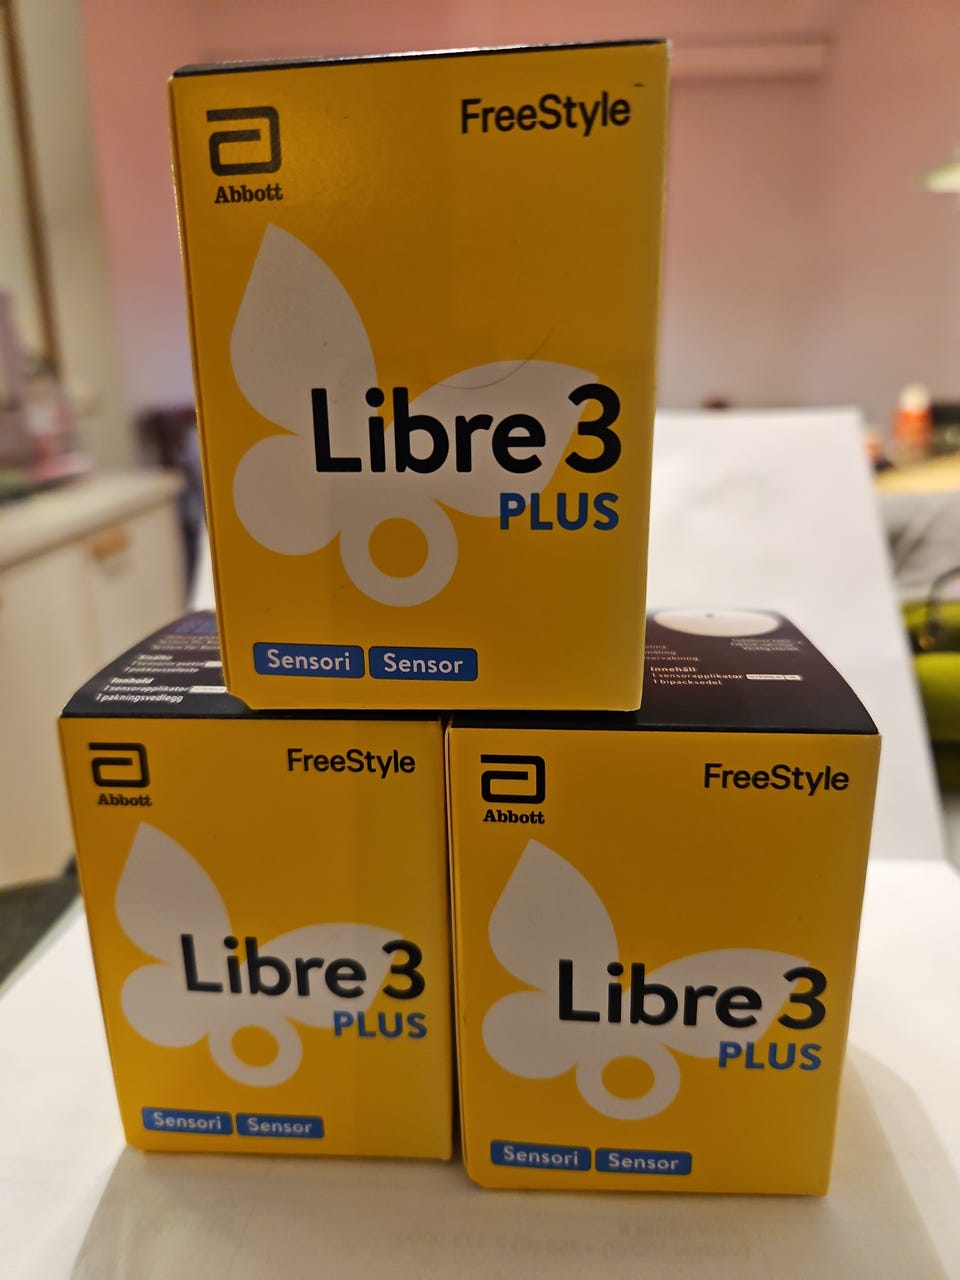 FreeStyle
Abbott
Libre 3
PLUS
Sensori Sensor
Innhold
1 sensorapplikator
1 pakningsvedlegg
Innehåll
1 sensorapplikator
1 bipacksedel
Abbott
FreeStyle
Libre 3
PLUS
Sensori Sensor
Abbott
FreeStyle
Libre 3
PLUS
Sensori Sensor